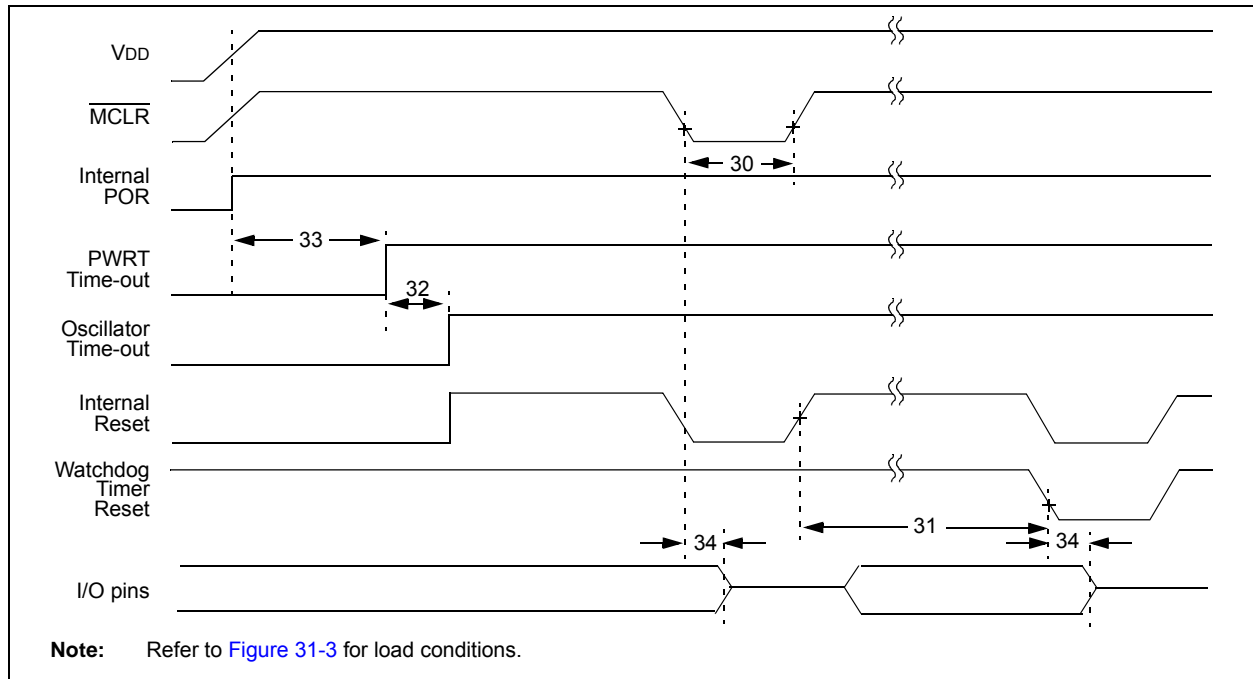 VDD
MCLR
Internal
POR
30
33
PWRT
Time-out
32
Oscillator
Time-out
Internal
Reset
Watchdog
Timer
Reset
31
34
34
I/O pins
Note: Refer to Figure 31-3 for load conditions.